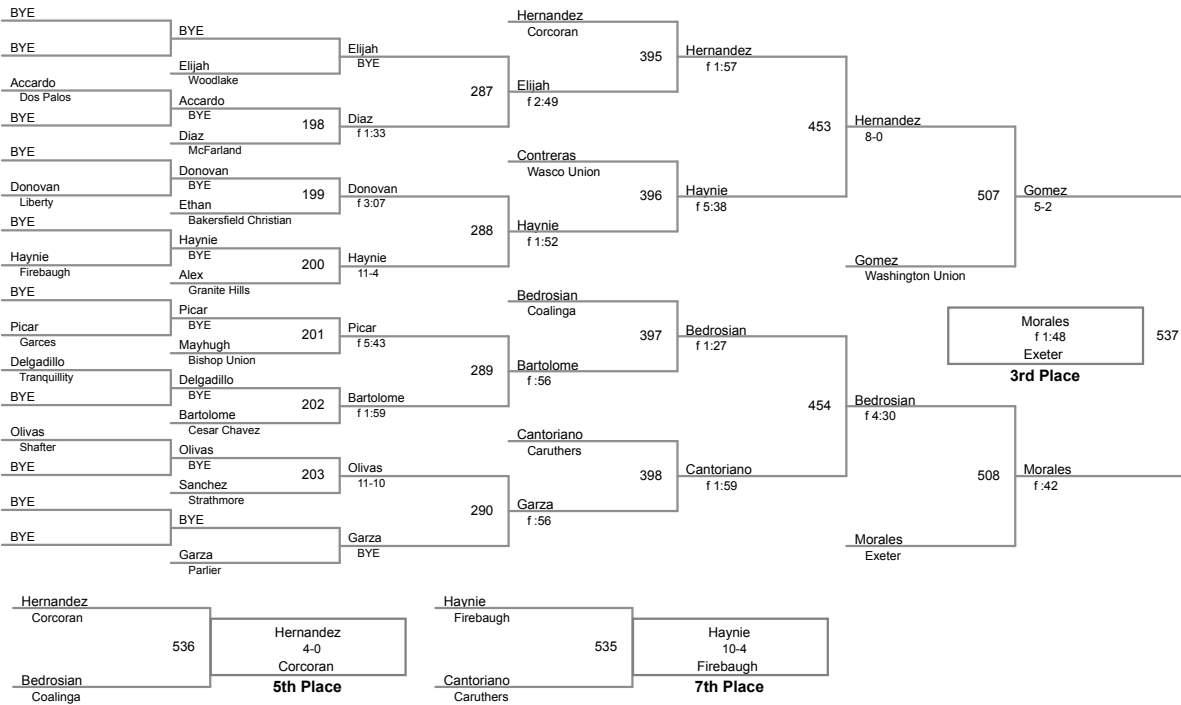 BYE
BYE
Accardo
Dos Palos
BYE
BYE
Donovan
Liberty
BYE
Haynie
Firebaugh
BYE
Picar
Garces
Delgadillo
Tranquillity
BYE
Olivas
Shafter
BYE
BYE
BYE
BYE
Elijah
Woodlake
Accardo
BYE
198
Diaz
McFarland
Donovan
BYE
199
Ethan
Bakersfield Christian
Haynie
BYE
200
Alex
Granite Hills
Picar
BYE
201
Mayhugh
Bishop Union
Delgadillo
BYE
202
Bartolome
Cesar Chavez
Olivas
BYE
203
Sanchez
Strathmore
BYE
Garza
Parlier
Elijah
BYE
287
Diaz
f 1:33
Donovan
f 3:07
288
Haynie
11-4
Picar
f 5:43
289
Bartolome
f 1:59
Olivas
11-10
290
Garza
BYE
Hernandez
Corcoran
395
Elijah
f 2:49
Contreras
Wasco Union
396
Haynie
f 1:52
Bedrosian
Coalinga
397
Bartolome
f :56
Cantoriano
Caruthers
398
Garza
f :56
Hernandez
f 1:57
453
Haynie
f 5:38
Bedrosian
f 1:27
454
Cantoriano
f 1:59
Hernandez
8-0
507
Gomez
Washington Union
Bedrosian
f 4:30
508
Morales
Exeter
Gomez
5-2
Morales
f 1:48
Exeter
537
3rd Place
Morales
f :42
Hernandez
Corcoran
536
Bedrosian
Coalinga
Hernandez
4-0
Corcoran
5th Place
Haynie
Firebaugh
535
Cantoriano
Caruthers
Haynie
10-4
Firebaugh
7th Place